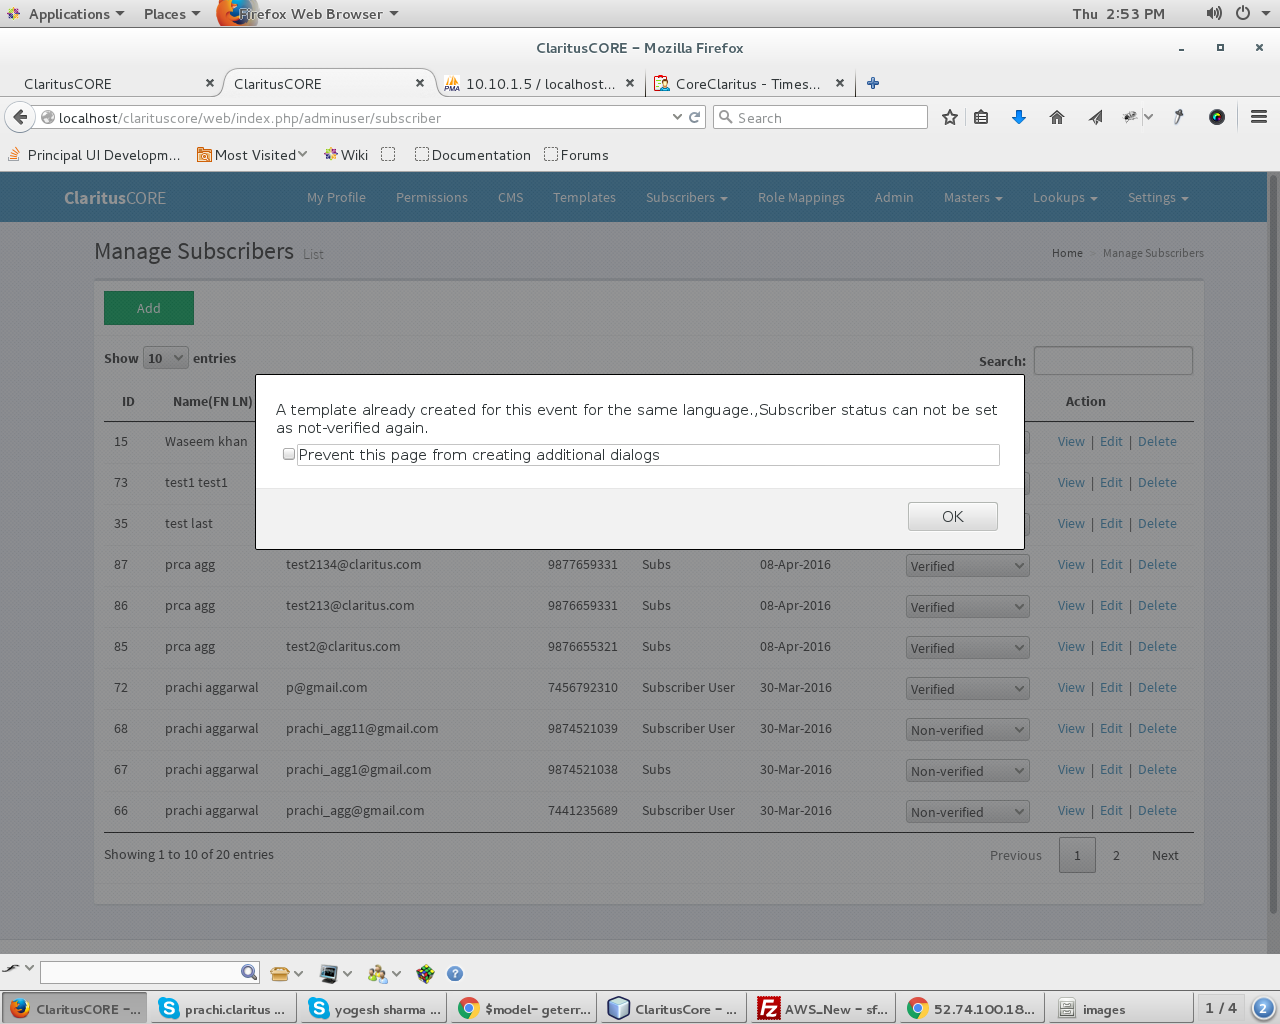 Applications Places Firefox Web Browser Thu 2:53 PM
ClaritusCORE - Mozilla Firefox
ClaritusCORE ClaritusCORE PMA 10.10.1.5 / localhost... CoreClaritus - Times...
localhost/clarituscore/web/index.php/adminuser/subscriber Search
Principal UI Developm... Most Visited Wiki Documentation Forums
ClaritusCORE My Profile Permissions CMS Templates Subscribers Role Mappings Admin Masters Lookups Settings
Manage Subscribers List Home > Manage Subscribers
Add
Show 10 entries Search:
ID Name(FN LN) Action
A template already created for this event for the same language.,Subscriber status can not be set
as not-verified again.
Prevent this page from creating additional dialogs
OK
15 Waseem khan View | Edit | Delete
73 test1 test1 View | Edit | Delete
35 test last View | Edit | Delete
87 prca agg test2134@claritus.com 9877659331 Subs 08-Apr-2016 Verified View | Edit | Delete
86 prca agg test213@claritus.com 9876659331 Subs 08-Apr-2016 Verified View | Edit | Delete
85 prca agg test2@claritus.com 9876655321 Subs 08-Apr-2016 Verified View | Edit | Delete
72 prachi aggarwal p@gmail.com 7456792310 Subscriber User 30-Mar-2016 Verified View | Edit | Delete
68 prachi aggarwal prachi_agg11@gmail.com 9874521039 Subscriber User 30-Mar-2016 Non-verified View | Edit | Delete
67 prachi aggarwal prachi_agg1@gmail.com 9874521038 Subs 30-Mar-2016 Non-verified View | Edit | Delete
66 prachi aggarwal prachi_agg@gmail.com 7441235689 Subscriber User 30-Mar-2016 Non-verified View | Edit | Delete
Showing 1 to 10 of 20 entries Previous 1 2 Next
ClaritusCORE -... prachi.claritus ... yogesh sharma ... $model- geterr... ClaritusCore - ... AWS_New - sf... 52.74.100.18... images 1 / 4 2